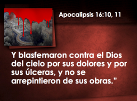 Apocalipsis 16:10, 11
Y blasfemaron contra el Dios
del cielo por sus dolores y por
sus úlceras, y no se
arrepintieron de sus obras."